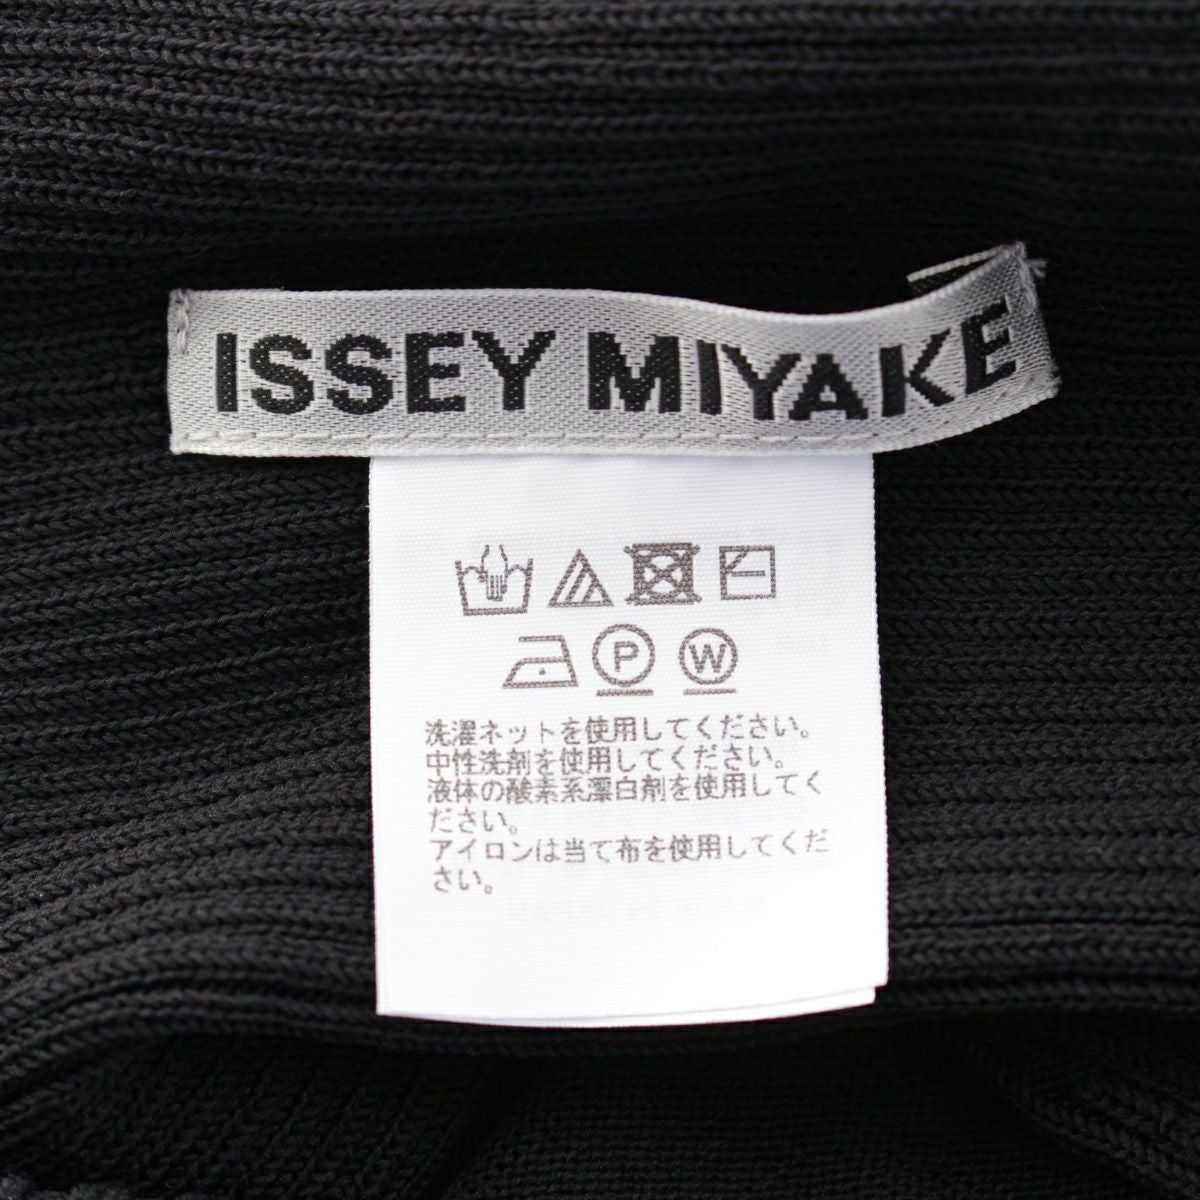 ISSEY MIYAKE
P W
洗濯ネットを使用してください。
中性洗剤を使用してください。
液体の酸素系漂白剤を使用してく
ださい。
アイロンは当て布を使用してくだ
さい。
MADE IN JAPAN